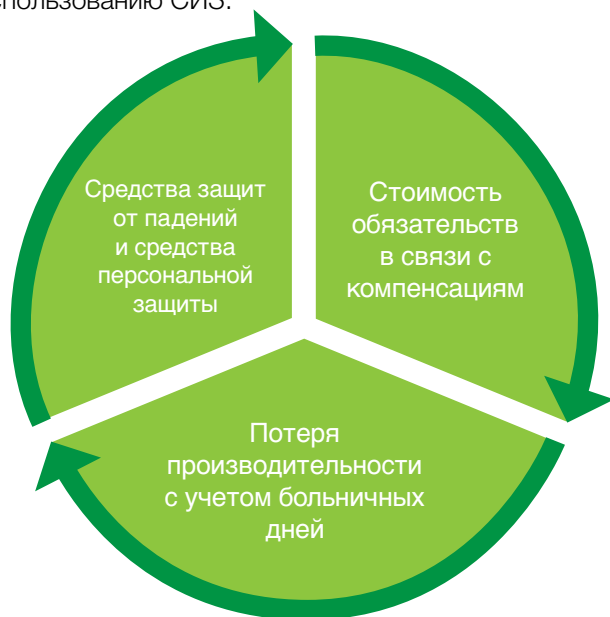 спользованию СИЗ.
Средства защит
от падений
и средства
персональной
защиты
Стоимость
обязательств
в связи с
компенсациям
Потеря
производительности
с учетом больничных
дней